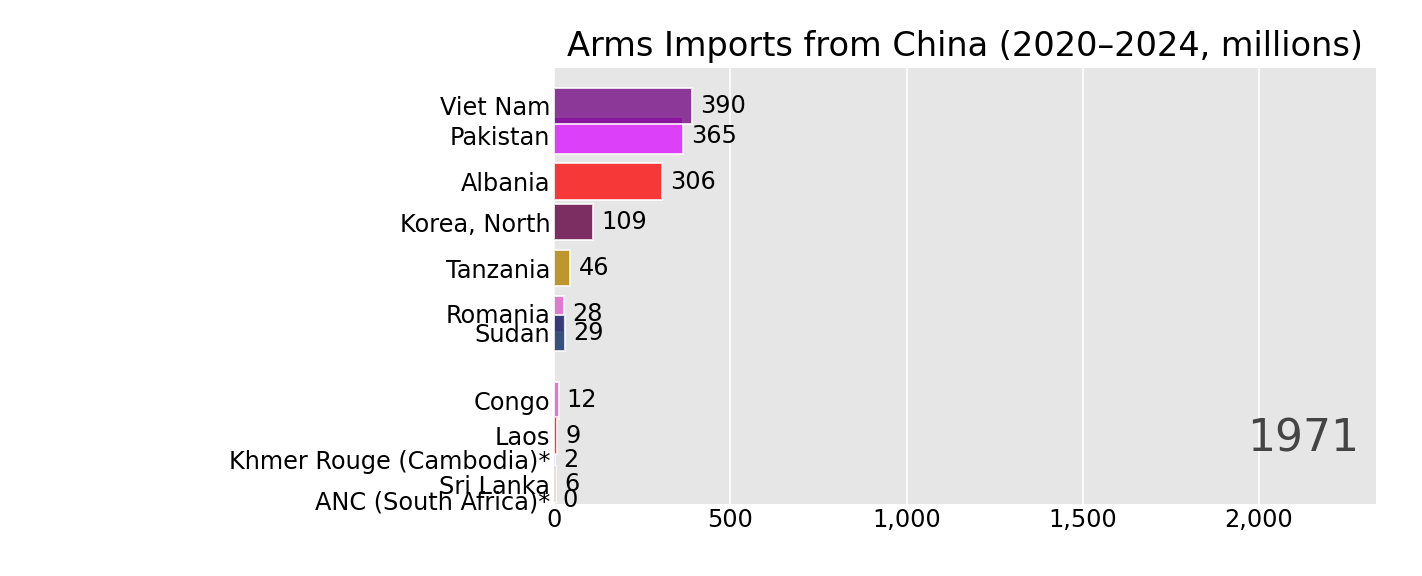 Arms Imports from China (2020–2024, millions)
Viet Nam 390
Pakistan 365
Albania 306
Korea, North 109
Tanzania 46
Romania 28
Sudan 29
Congo 12
Laos 9
1971
Khmer Rouge (Cambodia)* 2
Sri Lanka 6
ANC (South Africa)* 0
0 500 1,000 1,500 2,000